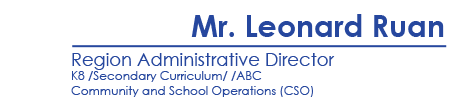 Mr. Leonard Ruan
Region Administrative Director
K8 /Secondary Curriculum/ /ABC
Community and School Operations (CSO)